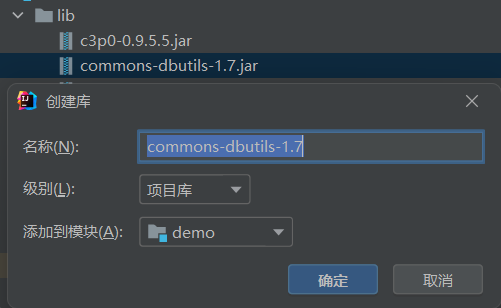 lib
c3p0-0.9.5.5.jar
commons-dbutils-1.7.jar
创建库
名称(N):
commons-dbutils-1.7
级别(L):
项目库
添加到模块(A):
demo
确定
取消